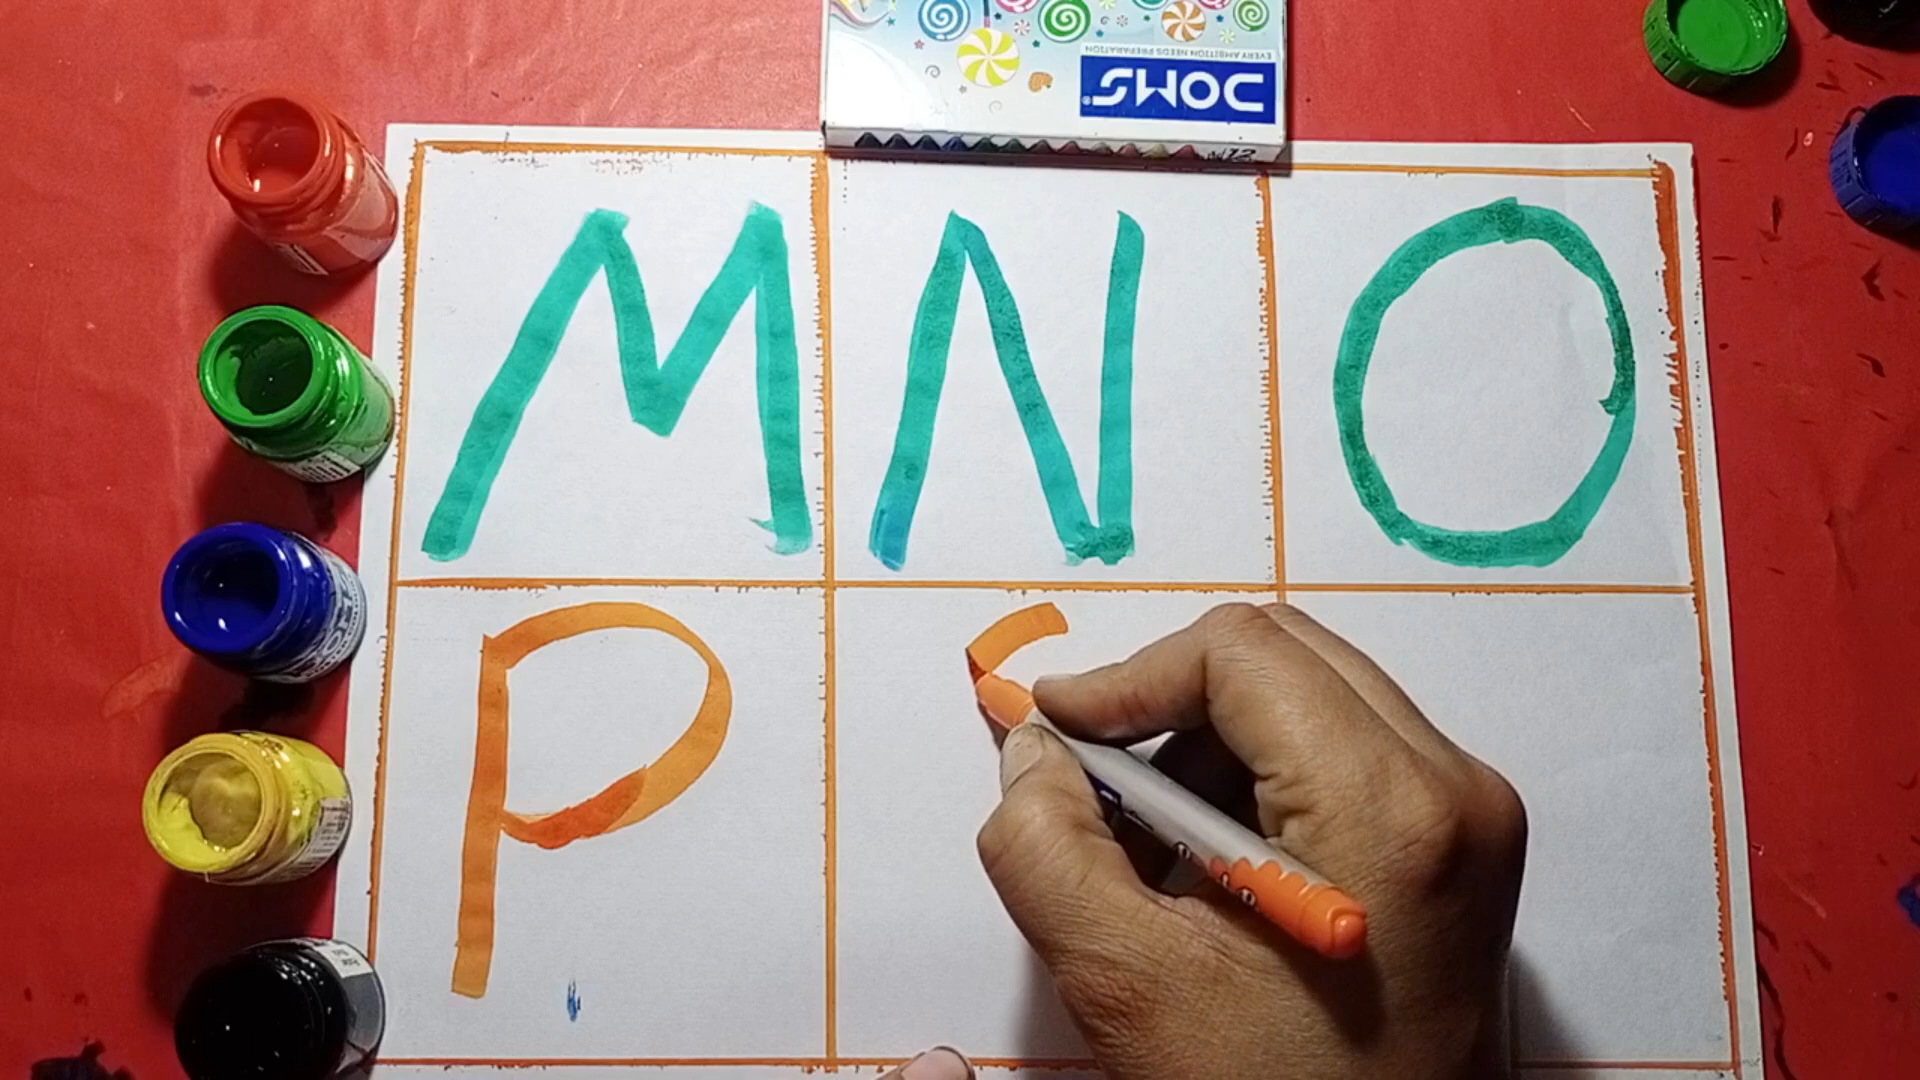 EVERY AMBITION NEEDS PREPARATION
DOMS
M N O
P